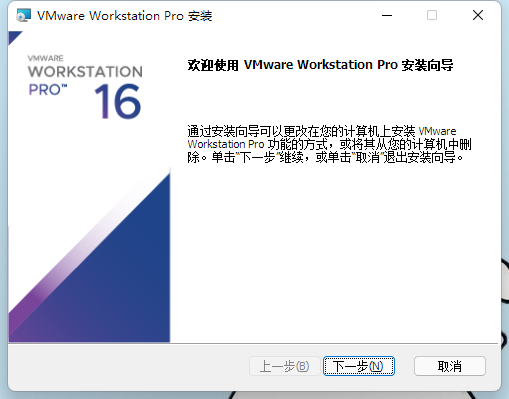 VMware Workstation Pro 安装
VMWARE
WORKSTATION
PRO™
16
欢迎使用 VMware Workstation Pro 安装向导
通过安装向导可以更改在您的计算机上安装 VMware
Workstation Pro 功能的方式，或将其从您的计算机中删
除。单击“下一步”继续，或单击“取消”退出安装向导。
上一步(B) 下一步(N) 取消